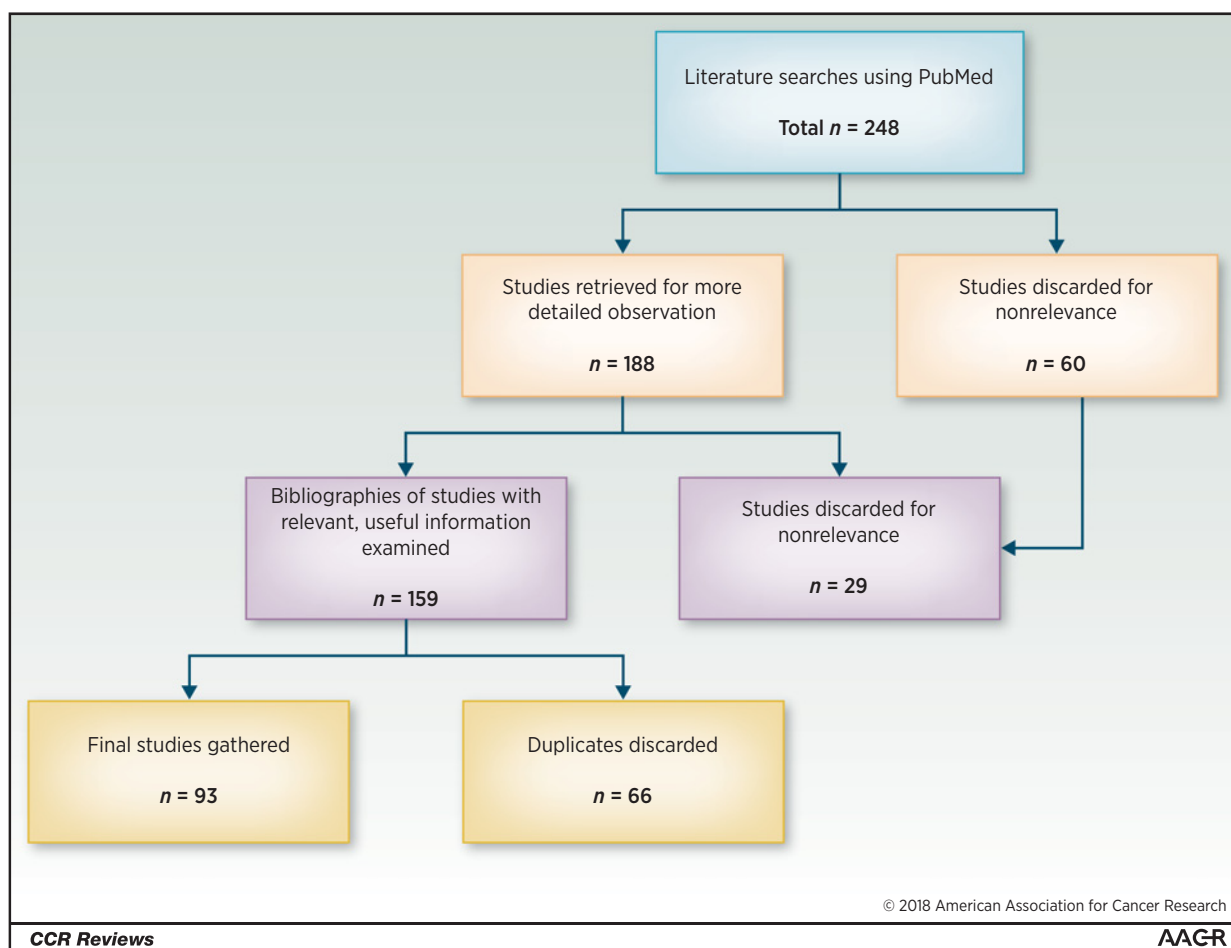 Literature searches using PubMed
Total n = 248
Studies retrieved for more
detailed observation
n = 188
Studies discarded for
nonrelevance
n = 60
Bibliographies of studies with
relevant, useful information
examined
n = 159
Studies discarded for
nonrelevance
n = 29
Final studies gathered
n = 93
Duplicates discarded
n = 66
© 2018 American Association for Cancer Research
CCR Reviews
AACR